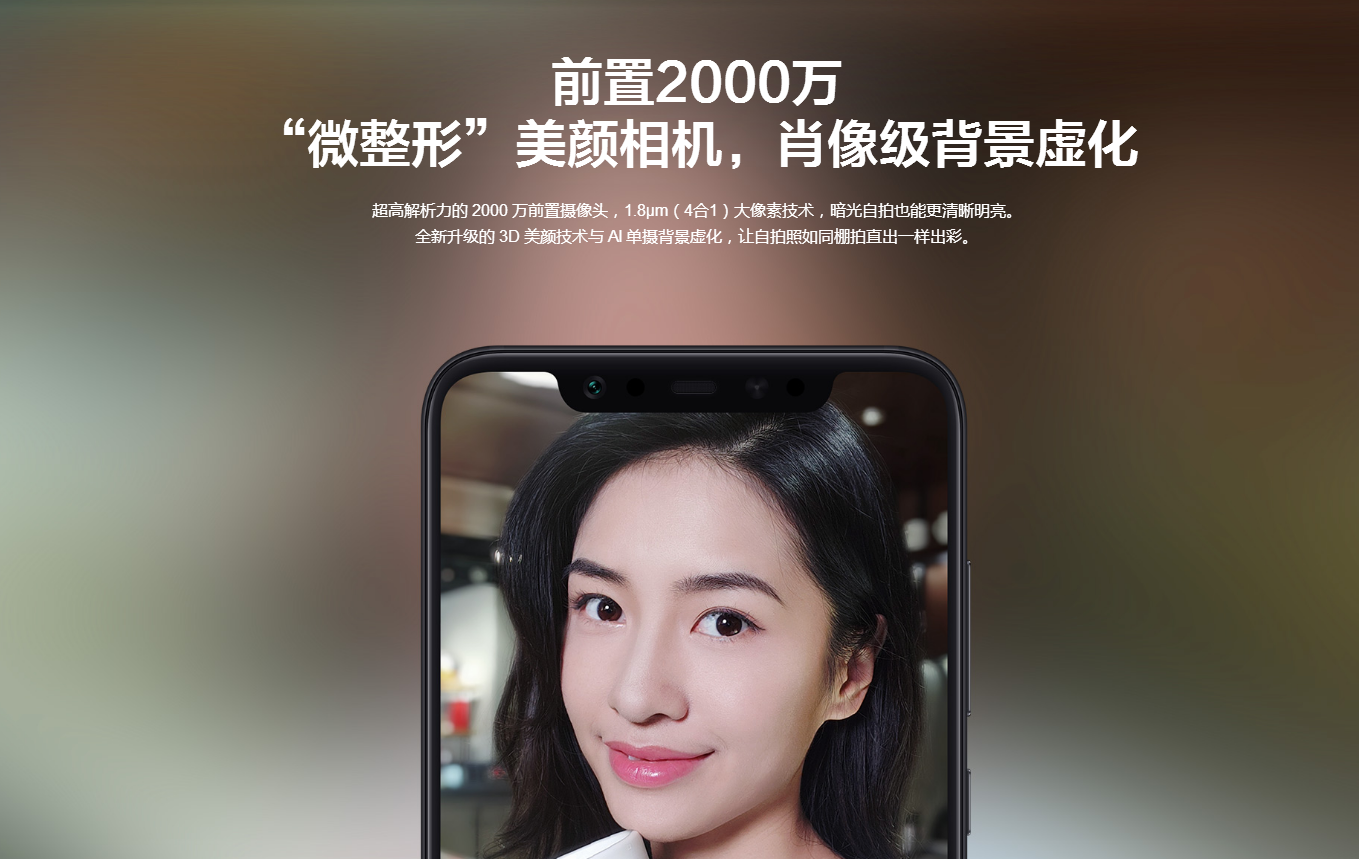 前置2000万
“微整形”美颜相机，肖像级背景虚化
超高解析力的 2000 万前置摄像头，1.8μm（4合1）大像素技术，暗光自拍也能更清晰明亮。
全新升级的 3D 美颜技术与 AI 单摄背景虚化，让自拍照如同棚拍直出一样出彩。